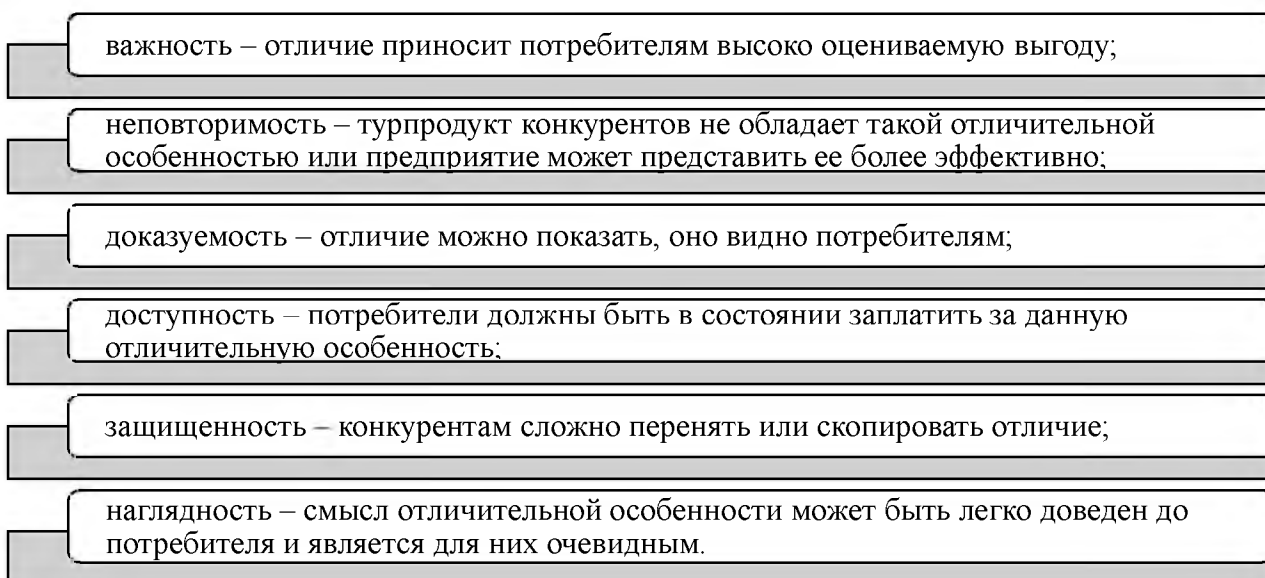 важность – отличие приносит потребителям высоко оцениваемую выгоду;
неповторимость – турпродукт конкурентов не обладает такой отличительной
особенностью или предприятие может представить ее более эффективно;
доказуемость – отличие можно показать, оно видно потребителям;
доступность – потребители должны быть в состоянии заплатить за данную
отличительную особенность;
защищенность – конкурентам сложно перенять или скопировать отличие;
наглядность – смысл отличительной особенности может быть легко доведен до
потребителя и является для них очевидным.